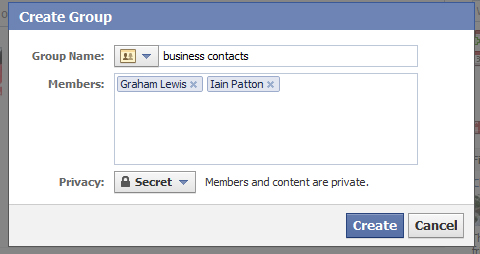 Create Group
Group Name: business contacts
Members: Graham Lewis × Iain Patton ×
Privacy: Secret Members and content are private.
Create Cancel